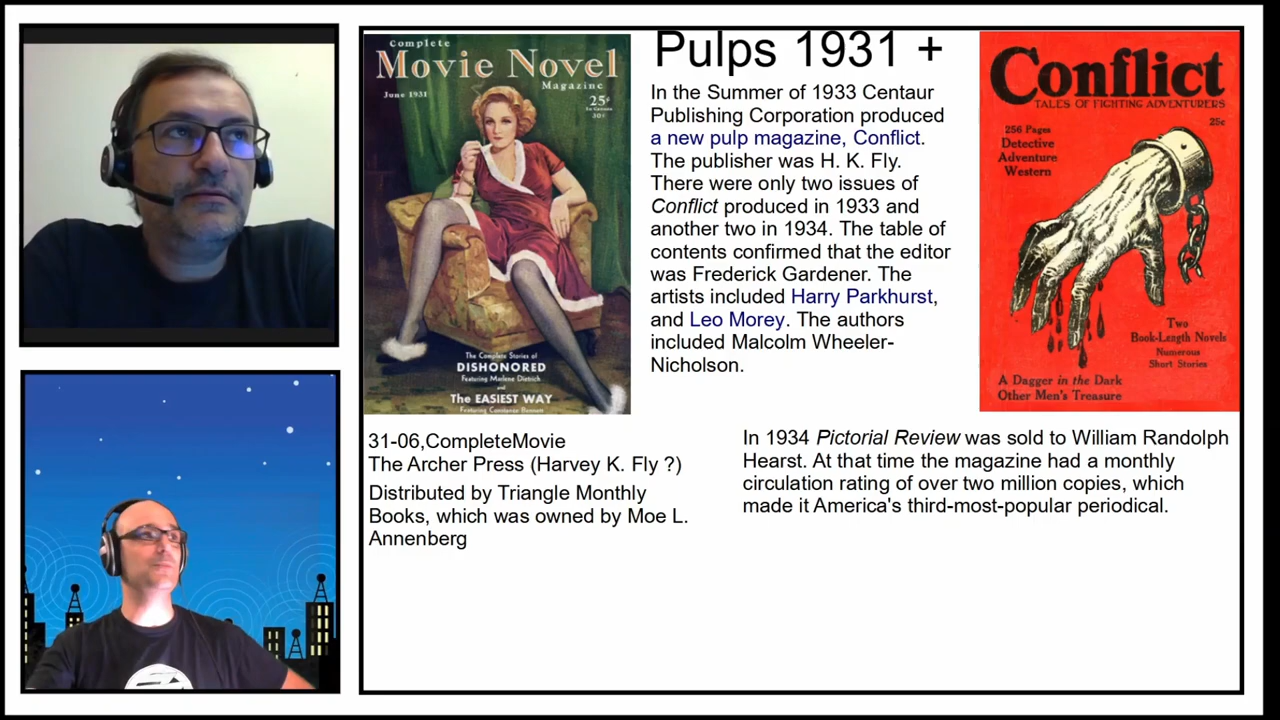 Complete
Movie Novel
Magazine
June 1931
25¢
30¢
The Complete Stories of
DISHONORED
Featuring Marlene Dietrich
and
The EASIEST WAY
Featuring Constance Bennett
Pulps 1931 +
In the Summer of 1933 Centaur
Publishing Corporation produced
a new pulp magazine, Conflict.
The publisher was H. K. Fly.
There were only two issues of
Conflict produced in 1933 and
another two in 1934. The table of
contents confirmed that the editor
was Frederick Gardener. The
artists included Harry Parkhurst,
and Leo Morey. The authors
included Malcolm Wheeler-
Nicholson.
Conflict
TALES OF FIGHTING ADVENTURERS
25c
256 Pages
Detective
Adventure
Western
Two
Book-Length Novels
Numerous
Short Stories
A Dagger in the Dark
Other Men's Treasure
31-06,CompleteMovie
The Archer Press (Harvey K. Fly ?)
Distributed by Triangle Monthly
Books, which was owned by Moe L.
Annenberg
In 1934 Pictorial Review was sold to William Randolph
Hearst. At that time the magazine had a monthly
circulation rating of over two million copies, which
made it America's third-most-popular periodical.